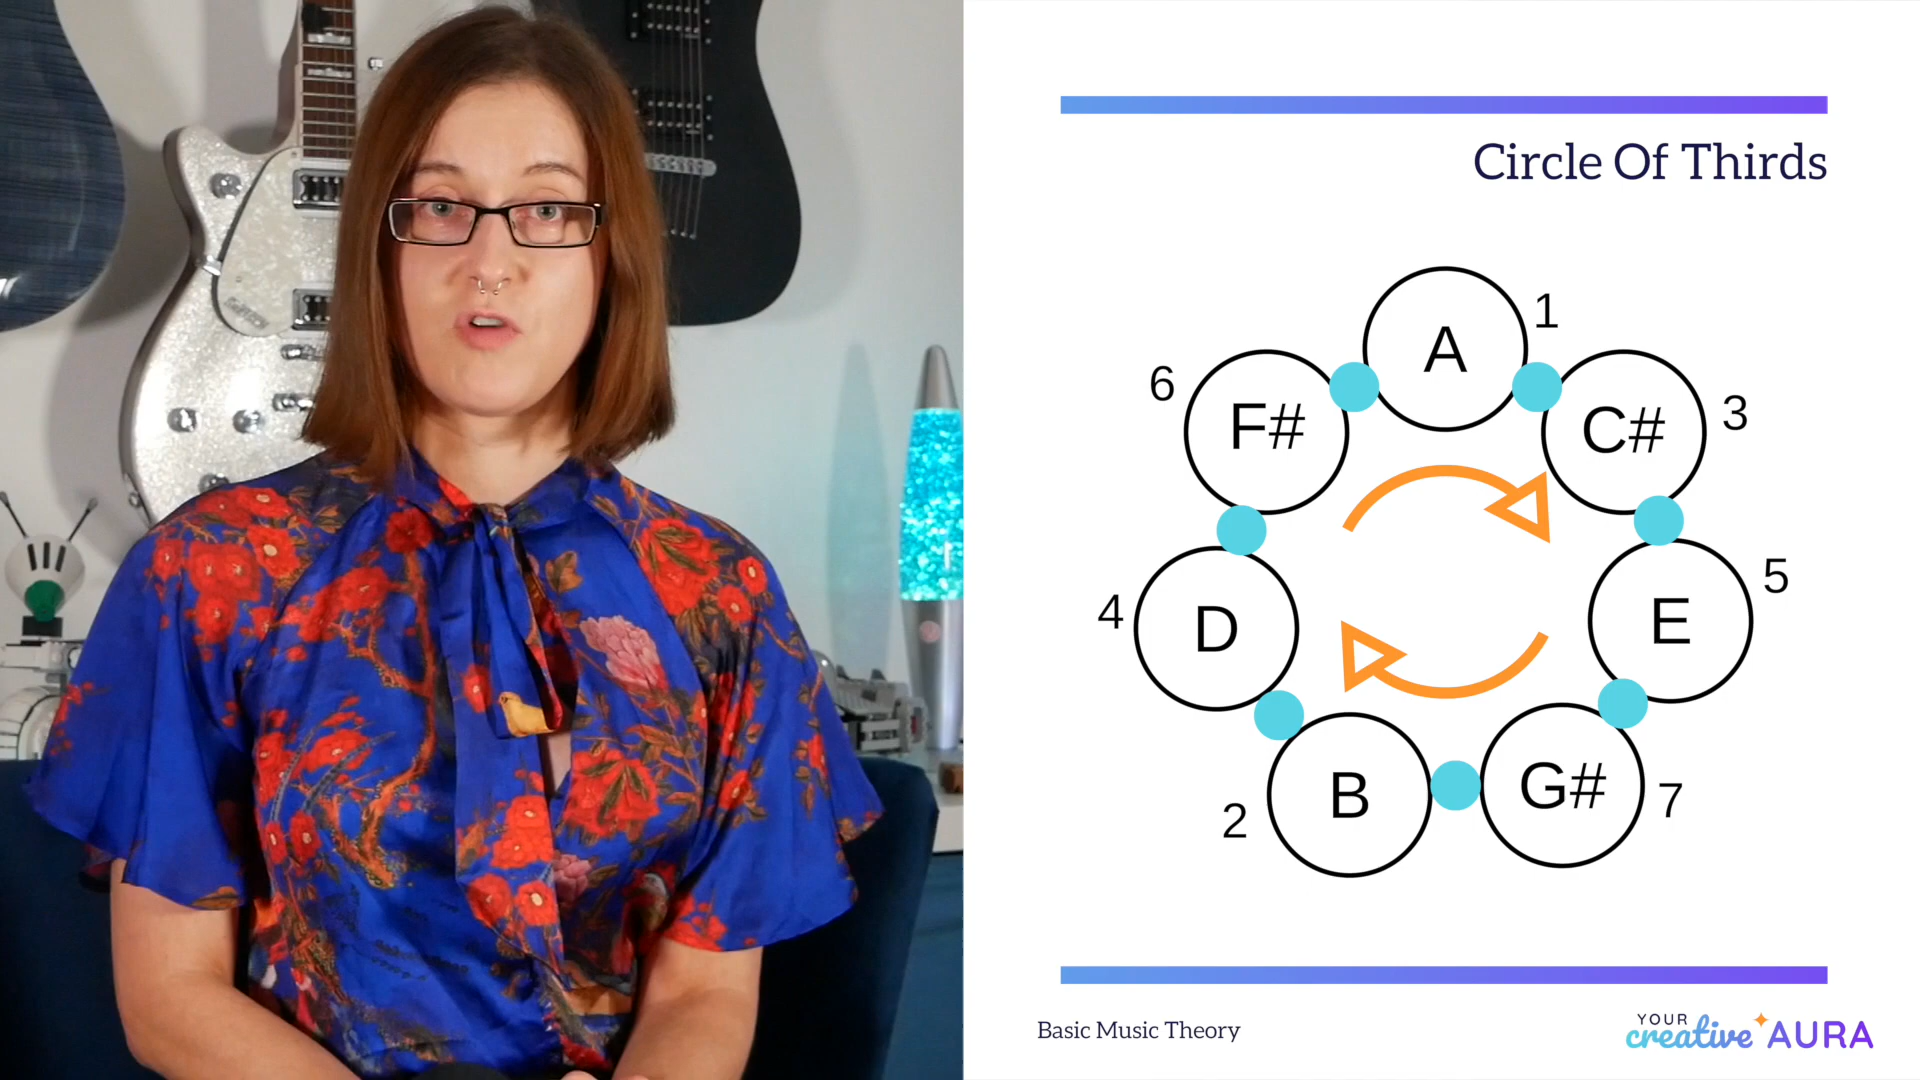 Circle Of Thirds
A
1
C#
3
E
5
G#
7
B
2
D
4
F#
6
Basic Music Theory
YOUR
creative AURA